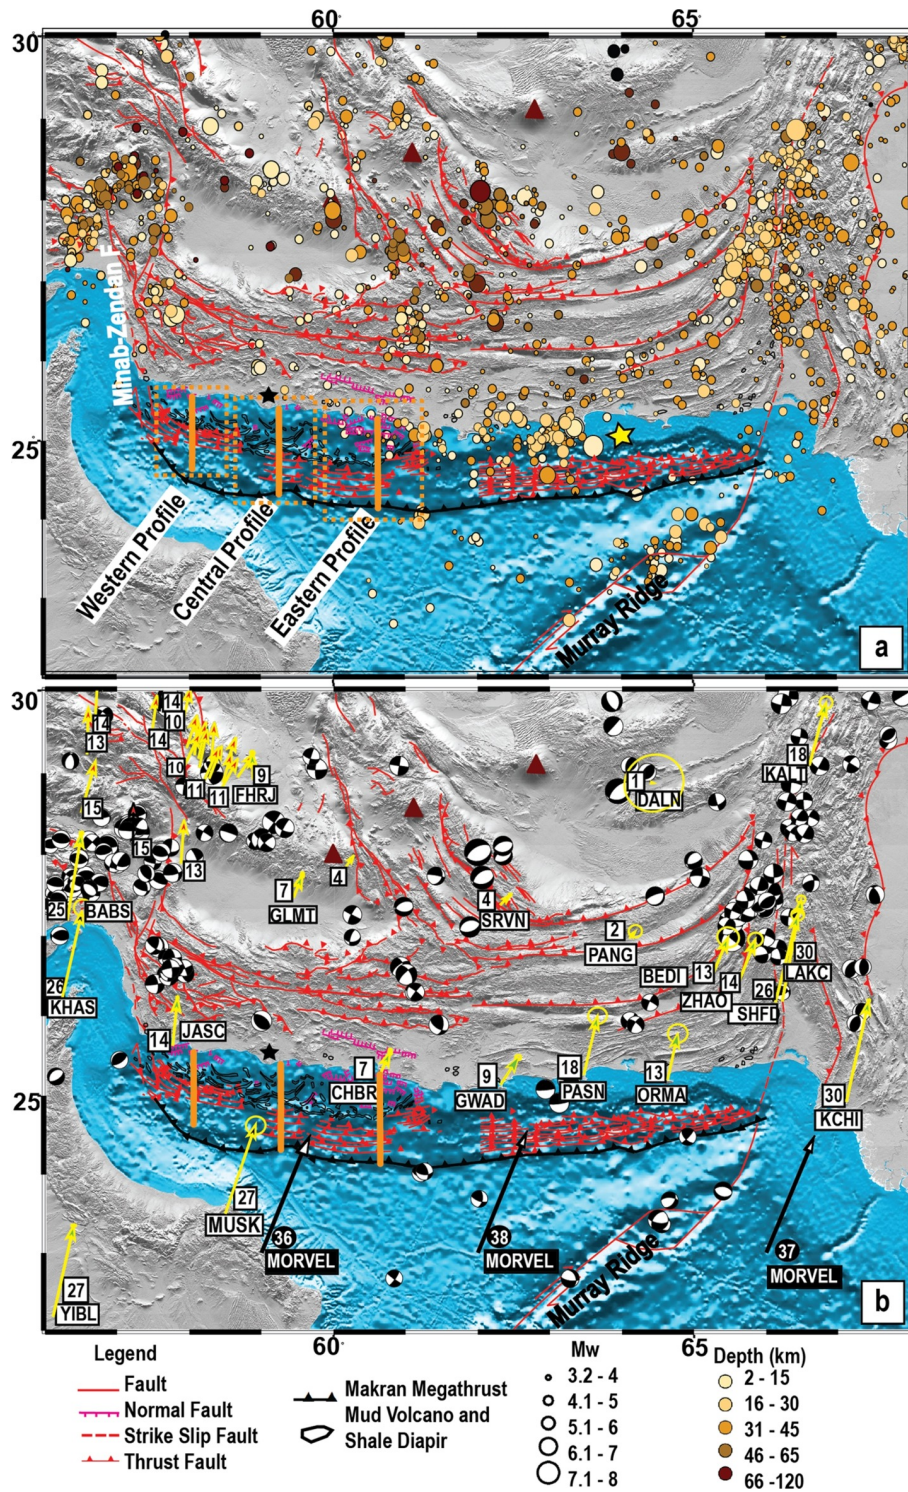 60°
65°
30°
Minab-Zendan F.
25°
Western Profile
Central Profile
Eastern Profile
Murray Ridge
a
30°
14
14
13
14
10
14
10
11
11
9
FHRJ
15
15
13
25
BABS
26
KHAS
7
GLMT
4
4
SRVN
2
PANG
1
DALN
18
KALT
BEDI
13
ZHAO
14
SHFD
26
30
LAKC
14
JASC
7
CHBR
9
GWAD
18
PASN
13
ORMA
30
KCHI
25°
27
MUSK
36
MORVEL
38
MORVEL
37
MORVEL
27
YIBL
Murray Ridge
b
60°
65°
Legend
Fault
Normal Fault
Strike Slip Fault
Thrust Fault
Makran Megathrust
Mud Volcano and
Shale Diapir
Mw
3.2 - 4
4.1 - 5
5.1 - 6
6.1 - 7
7.1 - 8
Depth (km)
2 - 15
16 - 30
31 - 45
46 - 65
66 -120